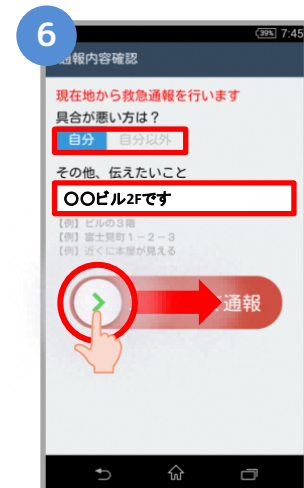 6
39% 7:45
通報内容確認
現在地から救急通報を行います
具合が悪い方は？
自分 自分以外
その他、伝えたいこと
〇〇ビル2Fです
【例】ビルの３階
【例】富士見町１－２－３
【例】近くに本屋が見える
通報